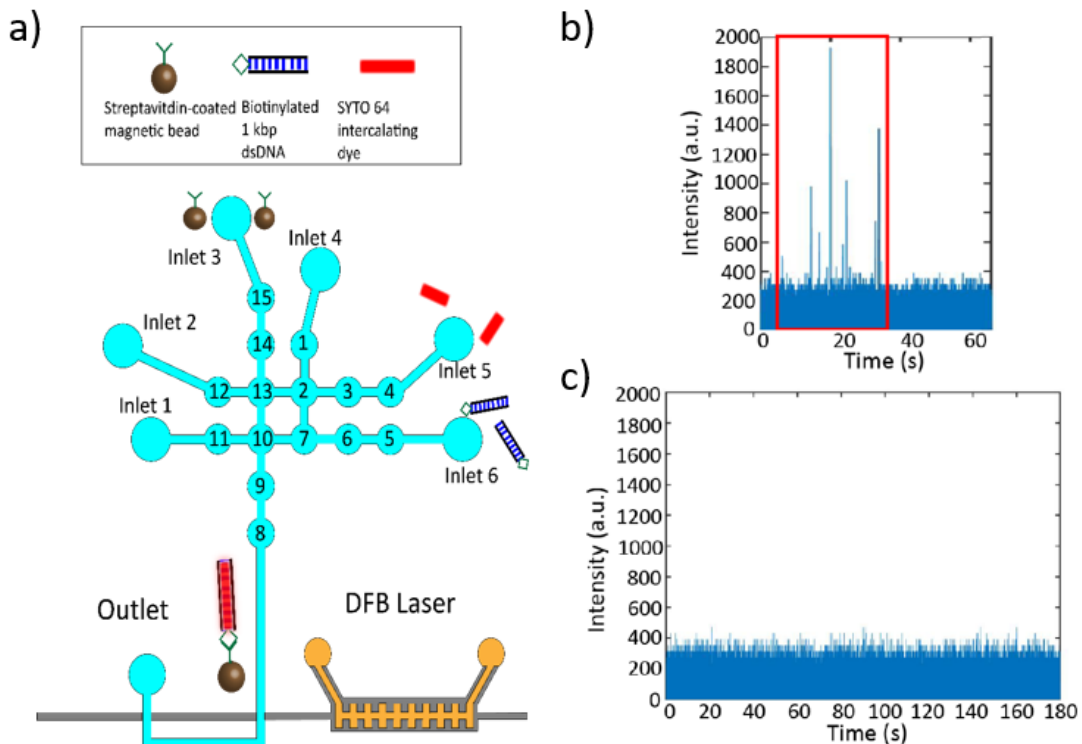 a)
Streptavitdin-coated
magnetic bead
Biotinylated
1 kbp
dsDNA
SYTO 64
intercalating
dye
Inlet 3
Inlet 4
15
Inlet 2
14
1
Inlet 5
12
13
2
3
4
Inlet 1
11
10
7
6
5
Inlet 6
9
8
Outlet
DFB Laser
b)
2000
1800
1600
1400
1200
1000
800
600
400
200
0
Intensity (a.u.)
0 20 40 60
Time (s)
c)
2000
1800
1600
1400
1200
1000
800
600
400
200
0
Intensity (a.u.)
0 20 40 60 80 100 120 140 160 180
Time (s)